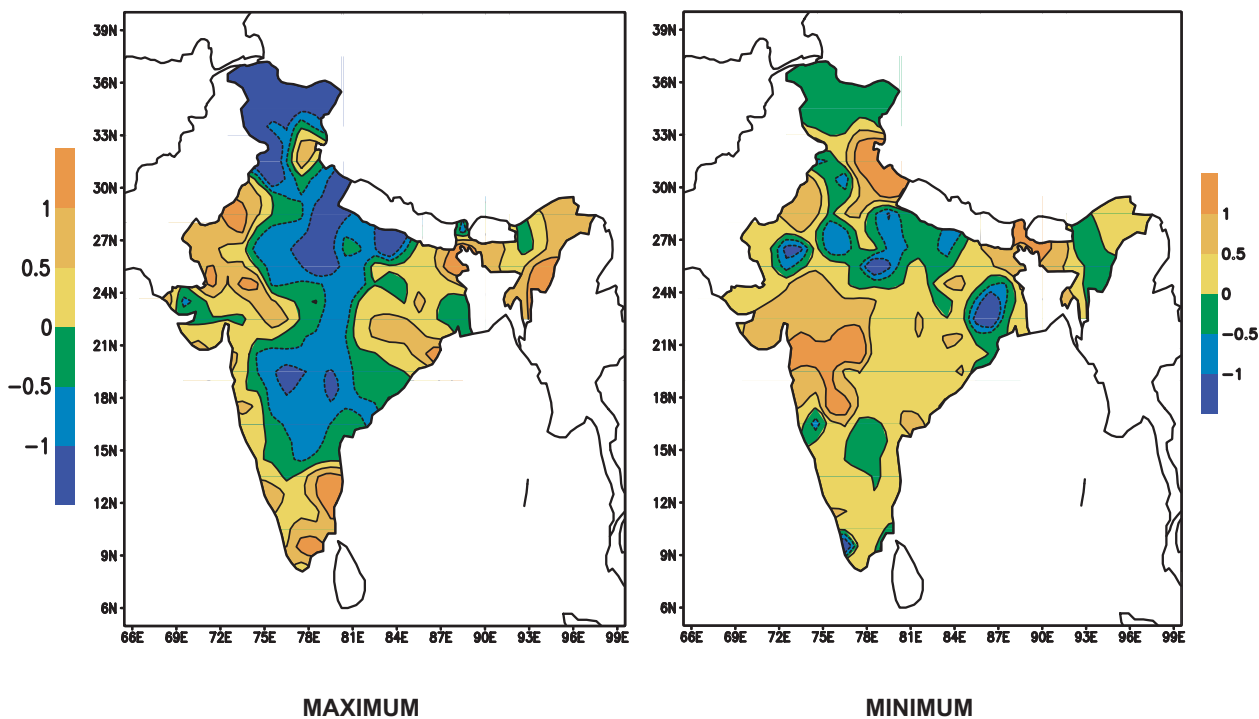 1
0.5
0
−0.5
−1
39N
36N
33N
30N
27N
24N
21N
18N
15N
12N
9N
6N
66E 69E 72E 75E 78E 81E 84E 87E 90E 93E 96E 99E
39N
36N
33N
30N
27N
24N
21N
18N
15N
12N
9N
6N
66E 69E 72E 75E 78E 81E 84E 87E 90E 93E 96E 99E
1
0.5
0
−0.5
−1
MAXIMUM MINIMUM